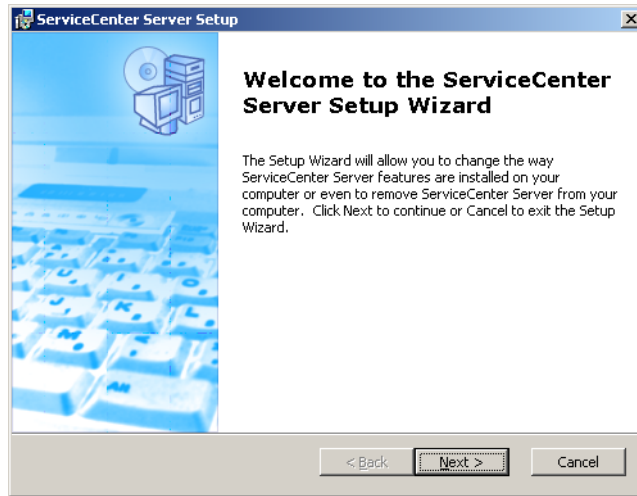 ServiceCenter Server Setup
Welcome to the ServiceCenter
Server Setup Wizard
The Setup Wizard will allow you to change the way
ServiceCenter Server features are installed on your
computer or even to remove ServiceCenter Server from your
computer. Click Next to continue or Cancel to exit the Setup
Wizard.
< Back Next > Cancel